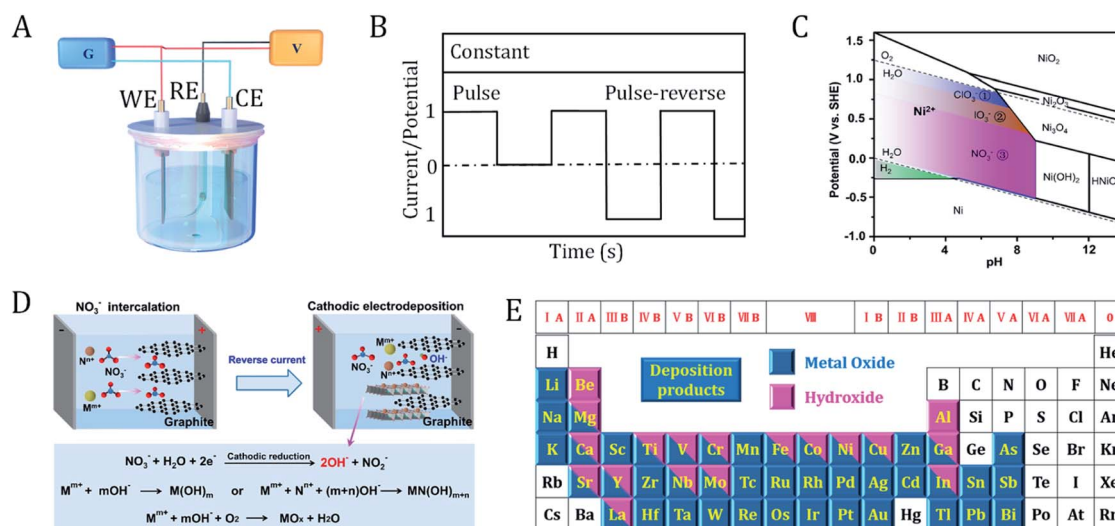 A
G
V
WE
RE
CE
B
Constant
Pulse
Pulse-reverse
Current/Potential
1
0
1
Time (s)
C
Potential (V vs. SHE)
1.5
1.0
0.5
0.0
-0.5
-1.0
O₂
H₂O
H₂O
H₂
NiO₂
Ni₂O₃
Ni₃O₄
ClO₃⁻ ①
IO₃⁻ ②
NO₃⁻ ③
Ni²⁺
Ni(OH)₂
Ni
0
4
8
12
pH
D
NO₃⁻ intercalation
Cathodic electrodeposition
- +
Nⁿ⁺
NO₃⁻
Mᵐ⁺
Graphite
Reverse current
+ -
Mᵐ⁺
OH⁻
NO₃⁻
Nⁿ⁺
Graphite
NO₃⁻ + H₂O + 2e⁻ Cathodic reduction → 2OH⁻ + NO₂⁻
Mᵐ⁺ + mOH⁻ → M(OH)ₘ or Mᵐ⁺ + Nⁿ⁺ + (m+n)OH⁻ → MN(OH)ₘ₊ₙ
Mᵐ⁺ + mOH⁻ + O₂ → MOₓ + H₂O
E
I A II A III B IV B V B VI B VII B VIII I B II B III A IV A V A VI A VII A 0
H
Deposition products
Metal Oxide
Hydroxide
Li Be B C N O F
Na Mg Al Si P S Cl
K Ca Sc Ti V Cr Mn Fe Co Ni Cu Zn Ga Ge As Se Br
Rb Sr Y Zr Nb Mo Tc Ru Rh Pd Ag Cd In Sn Sb Te I
Cs Ba La Hf Ta W Re Os Ir Pt Au Hg Tl Pb Bi Po At